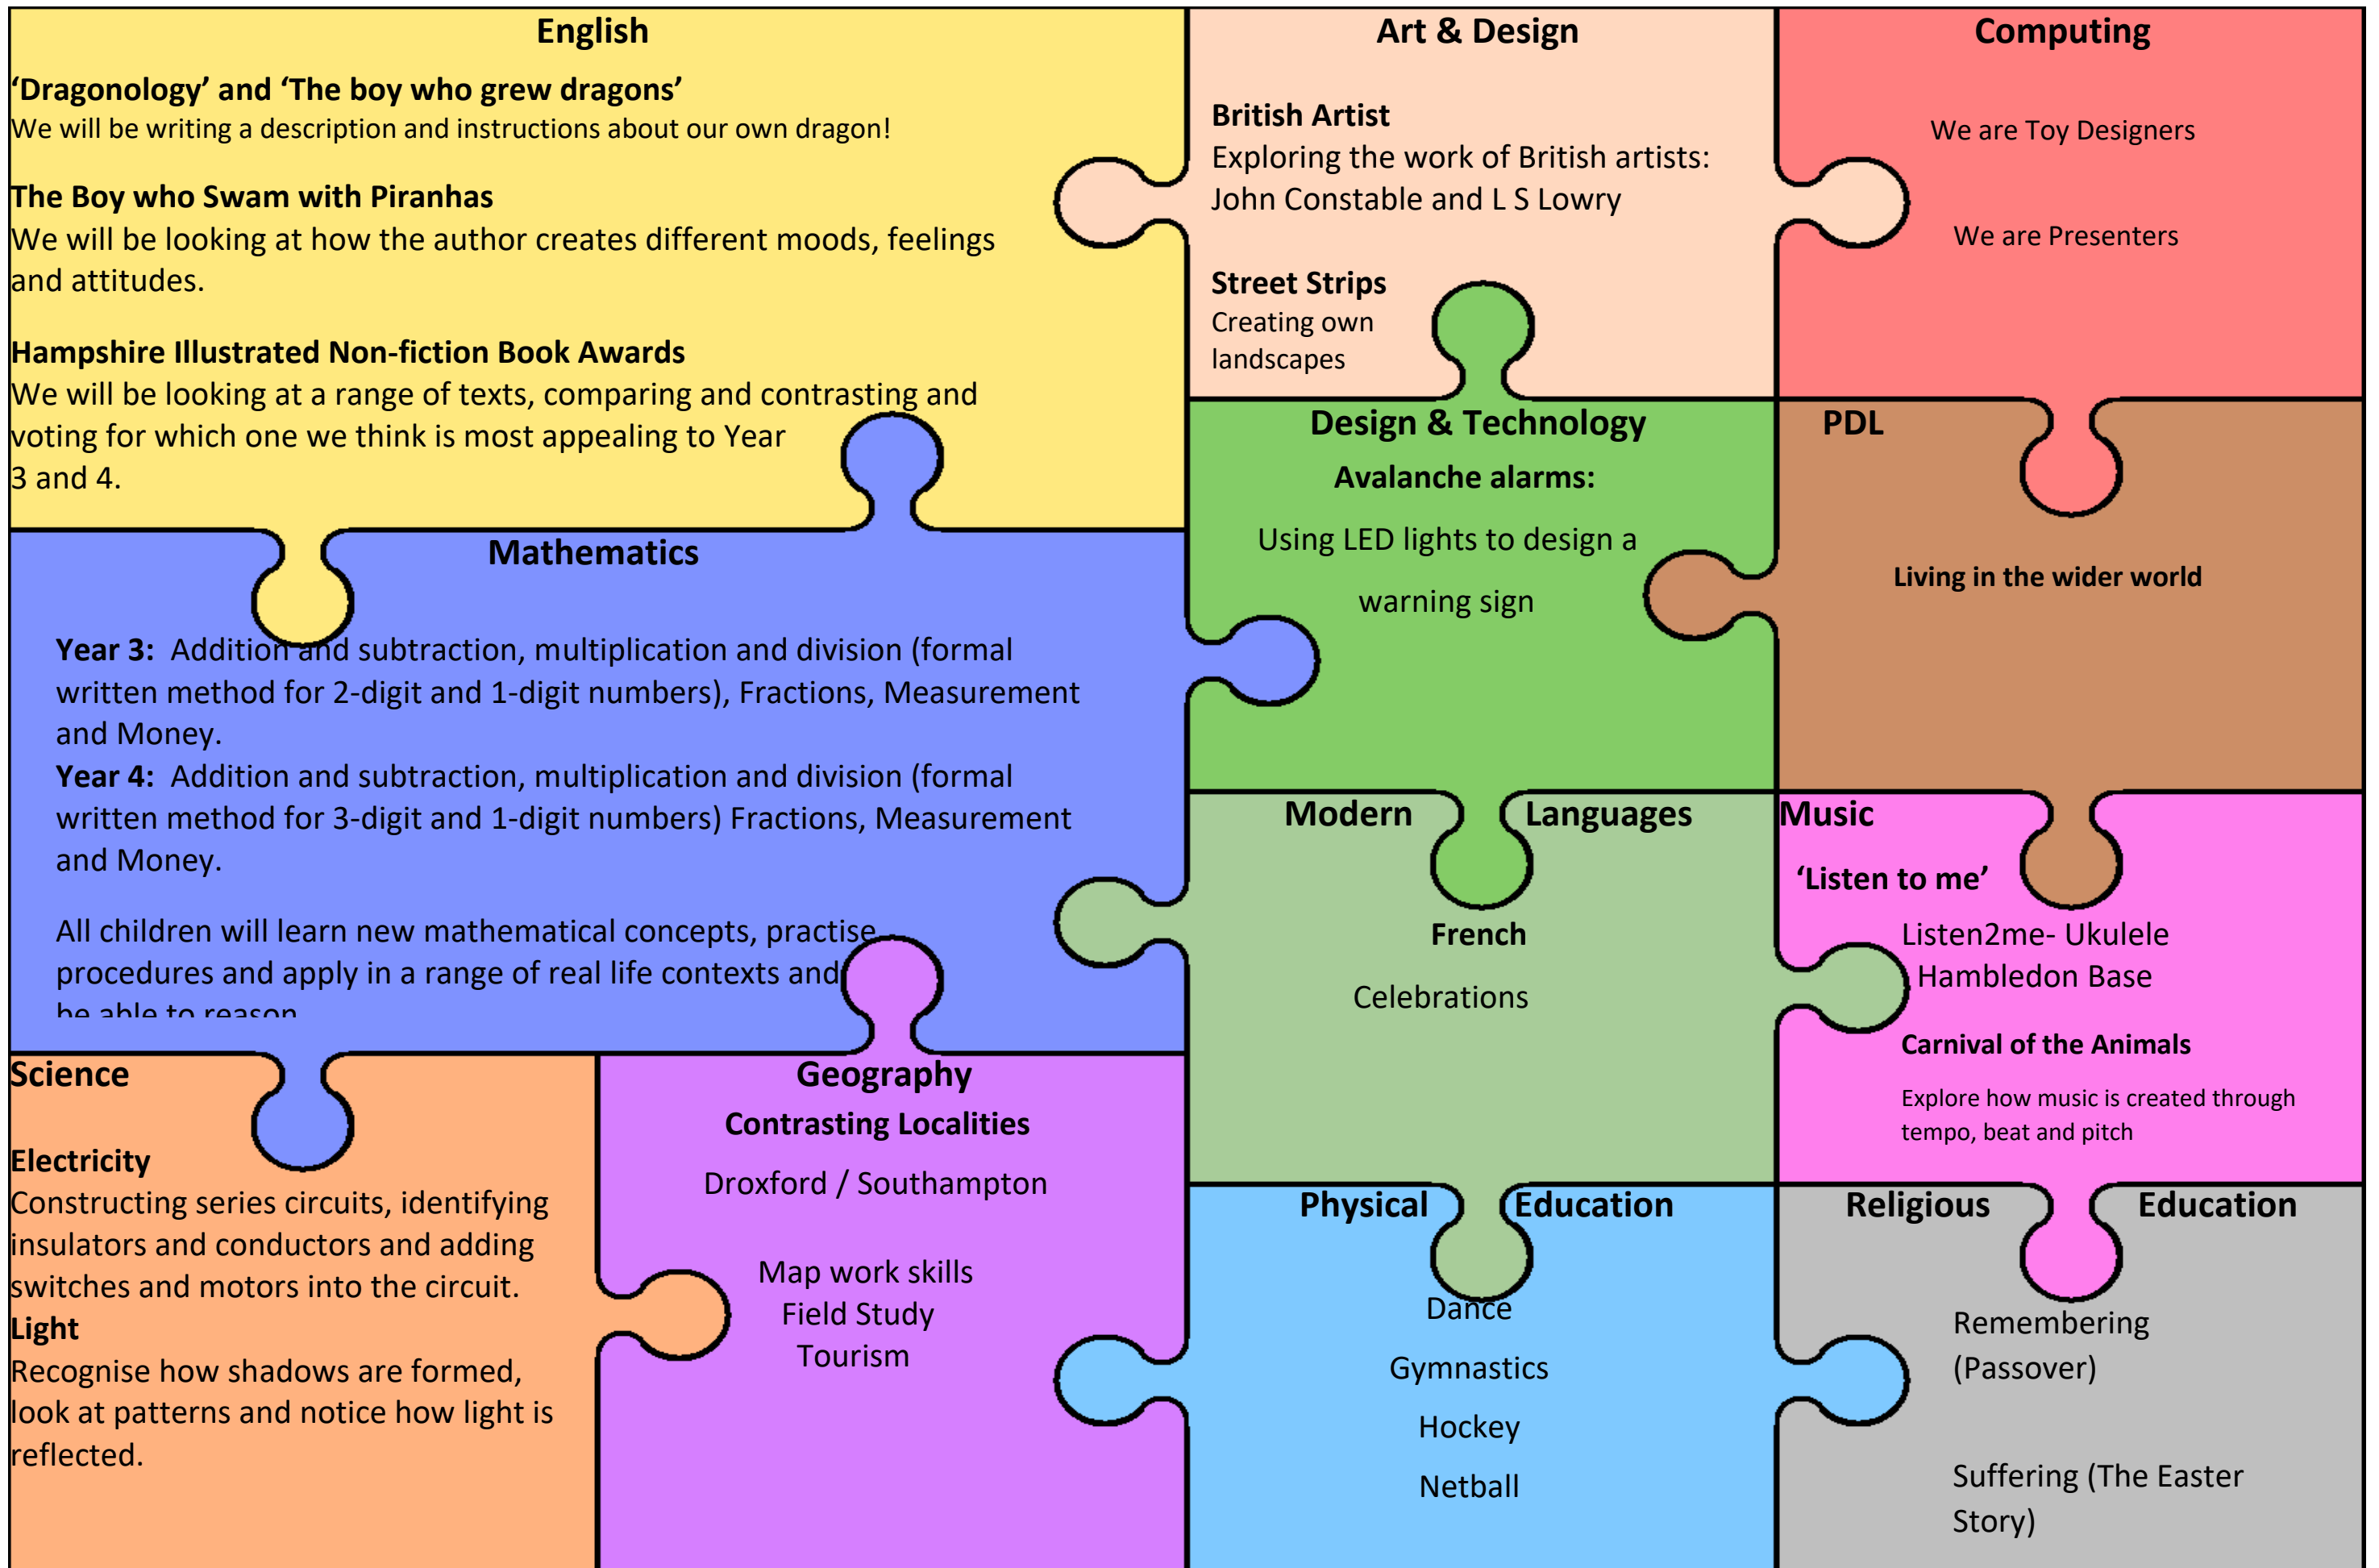 English
‘Dragonology’ and ‘The boy who grew dragons’
We will be writing a description and instructions about our own dragon!
The Boy who Swam with Piranhas
We will be looking at how the author creates different moods, feelings
and attitudes.
Hampshire Illustrated Non-fiction Book Awards
We will be looking at a range of texts, comparing and contrasting and
voting for which one we think is most appealing to Year
3 and 4.
Art & Design
British Artist
Exploring the work of British artists:
John Constable and L S Lowry
Street Strips
Creating own
landscapes
Computing
We are Toy Designers
We are Presenters
Mathematics
Year 3: Addition and subtraction, multiplication and division (formal
written method for 2-digit and 1-digit numbers), Fractions, Measurement
and Money.
Year 4: Addition and subtraction, multiplication and division (formal
written method for 3-digit and 1-digit numbers) Fractions, Measurement
and Money.
All children will learn new mathematical concepts, practise
procedures and apply in a range of real life contexts and
be able to reason
Design & Technology
Avalanche alarms:
Using LED lights to design a
warning sign
PDL
Living in the wider world
Modern Languages
French
Celebrations
Music
‘Listen to me’
Listen2me- Ukulele
Hambledon Base
Carnival of the Animals
Explore how music is created through
tempo, beat and pitch
Science
Electricity
Constructing series circuits, identifying
insulators and conductors and adding
switches and motors into the circuit.
Light
Recognise how shadows are formed,
look at patterns and notice how light is
reflected.
Geography
Contrasting Localities
Droxford / Southampton
Map work skills
Field Study
Tourism
Physical Education
Dance
Gymnastics
Hockey
Netball
Religious Education
Remembering
(Passover)
Suffering (The Easter
Story)